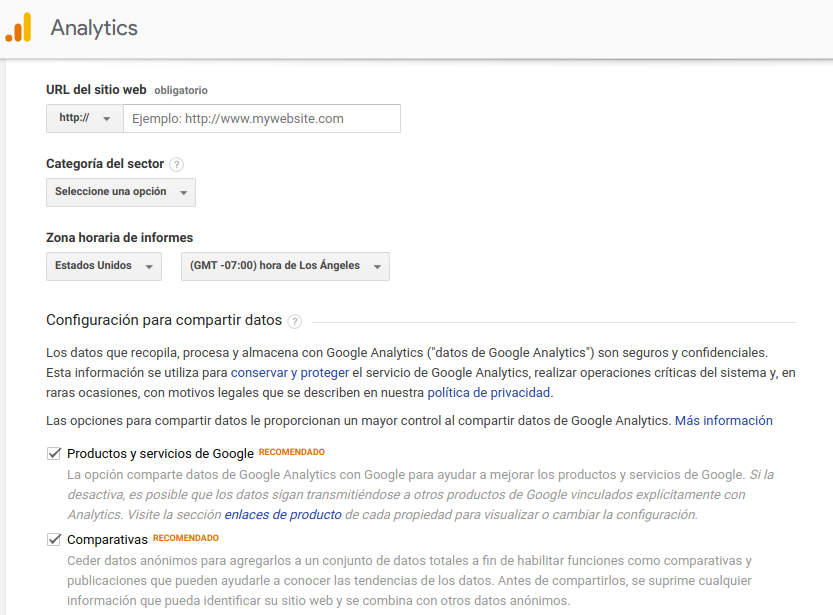 Analytics
URL del sitio web obligatorio
http:// Ejemplo: http://www.mywebsite.com
Categoría del sector ?
Seleccione una opción
Zona horaria de informes
Estados Unidos (GMT -07:00) hora de Los Ángeles
Configuración para compartir datos ?
Los datos que recopila, procesa y almacena con Google Analytics ("datos de Google Analytics") son seguros y confidenciales.
Esta información se utiliza para conservar y proteger el servicio de Google Analytics, realizar operaciones críticas del sistema y, en
raras ocasiones, con motivos legales que se describen en nuestra política de privacidad.
Las opciones para compartir datos le proporcionan un mayor control al compartir datos de Google Analytics. Más información
Productos y servicios de Google RECOMENDADO
La opción comparte datos de Google Analytics con Google para ayudar a mejorar los productos y servicios de Google. Si la
desactiva, es posible que los datos sigan transmitiéndose a otros productos de Google vinculados explícitamente con
Analytics. Visite la sección enlaces de producto de cada propiedad para visualizar o cambiar la configuración.
Comparativas RECOMENDADO
Ceder datos anónimos para agregarlos a un conjunto de datos totales a fin de habilitar funciones como comparativas y
publicaciones que pueden ayudarle a conocer las tendencias de los datos. Antes de compartirlos, se suprime cualquier
información que pueda identificar su sitio web y se combina con otros datos anónimos.